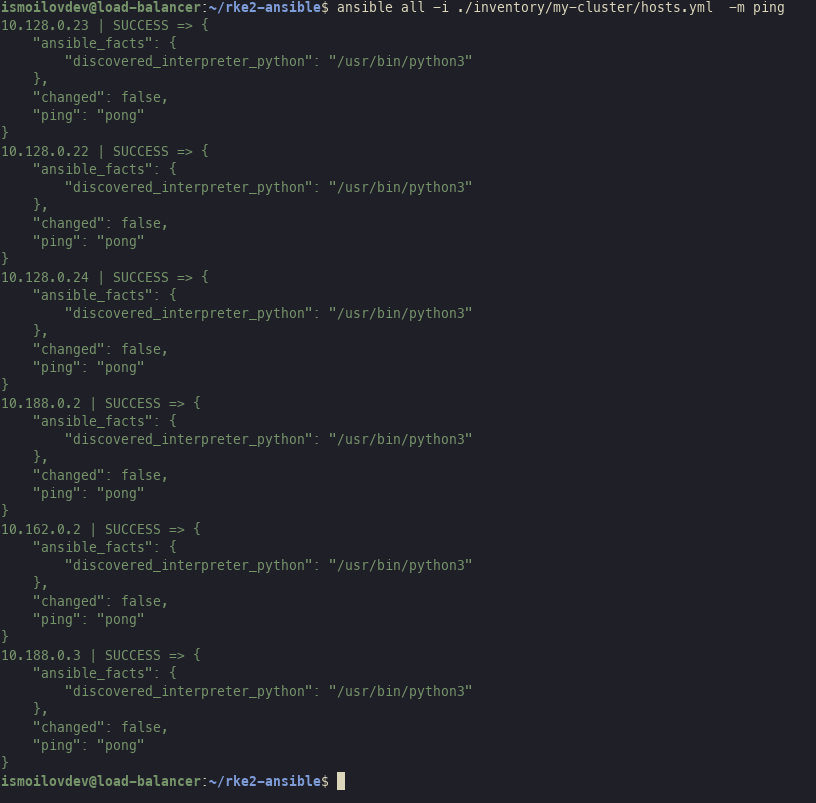 ismoilovdev@load-balancer:~/rke2-ansible$ ansible all -i ./inventory/my-cluster/hosts.yml  -m ping
10.128.0.23 | SUCCESS => {
    "ansible_facts": {
        "discovered_interpreter_python": "/usr/bin/python3"
    },
    "changed": false,
    "ping": "pong"
}
10.128.0.22 | SUCCESS => {
    "ansible_facts": {
        "discovered_interpreter_python": "/usr/bin/python3"
    },
    "changed": false,
    "ping": "pong"
}
10.128.0.24 | SUCCESS => {
    "ansible_facts": {
        "discovered_interpreter_python": "/usr/bin/python3"
    },
    "changed": false,
    "ping": "pong"
}
10.188.0.2 | SUCCESS => {
    "ansible_facts": {
        "discovered_interpreter_python": "/usr/bin/python3"
    },
    "changed": false,
    "ping": "pong"
}
10.162.0.2 | SUCCESS => {
    "ansible_facts": {
        "discovered_interpreter_python": "/usr/bin/python3"
    },
    "changed": false,
    "ping": "pong"
}
10.188.0.3 | SUCCESS => {
    "ansible_facts": {
        "discovered_interpreter_python": "/usr/bin/python3"
    },
    "changed": false,
    "ping": "pong"
}
ismoilovdev@load-balancer:~/rke2-ansible$